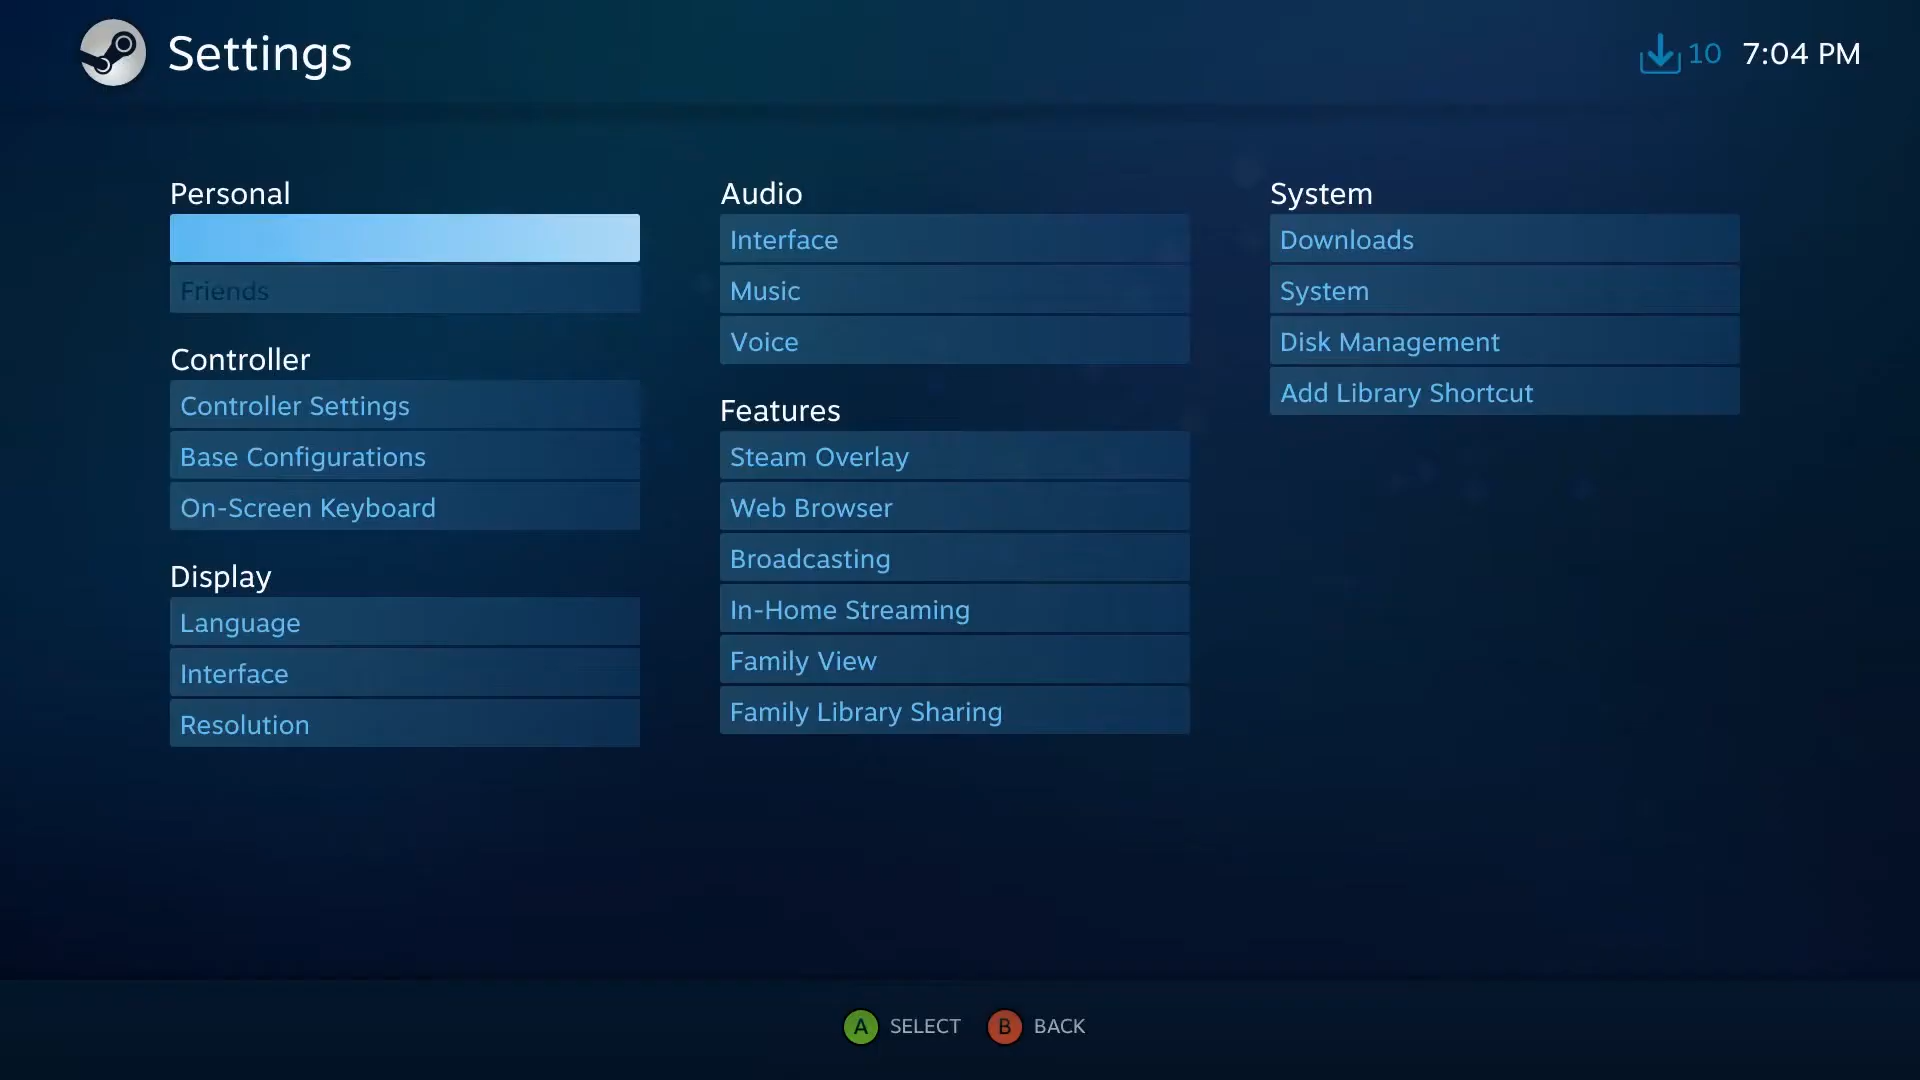 Settings
10 7:04 PM
Personal
Friends
Controller
Controller Settings
Base Configurations
On-Screen Keyboard
Display
Language
Interface
Resolution
Audio
Interface
Music
Voice
Features
Steam Overlay
Web Browser
Broadcasting
In-Home Streaming
Family View
Family Library Sharing
System
Downloads
System
Disk Management
Add Library Shortcut
A SELECT B BACK